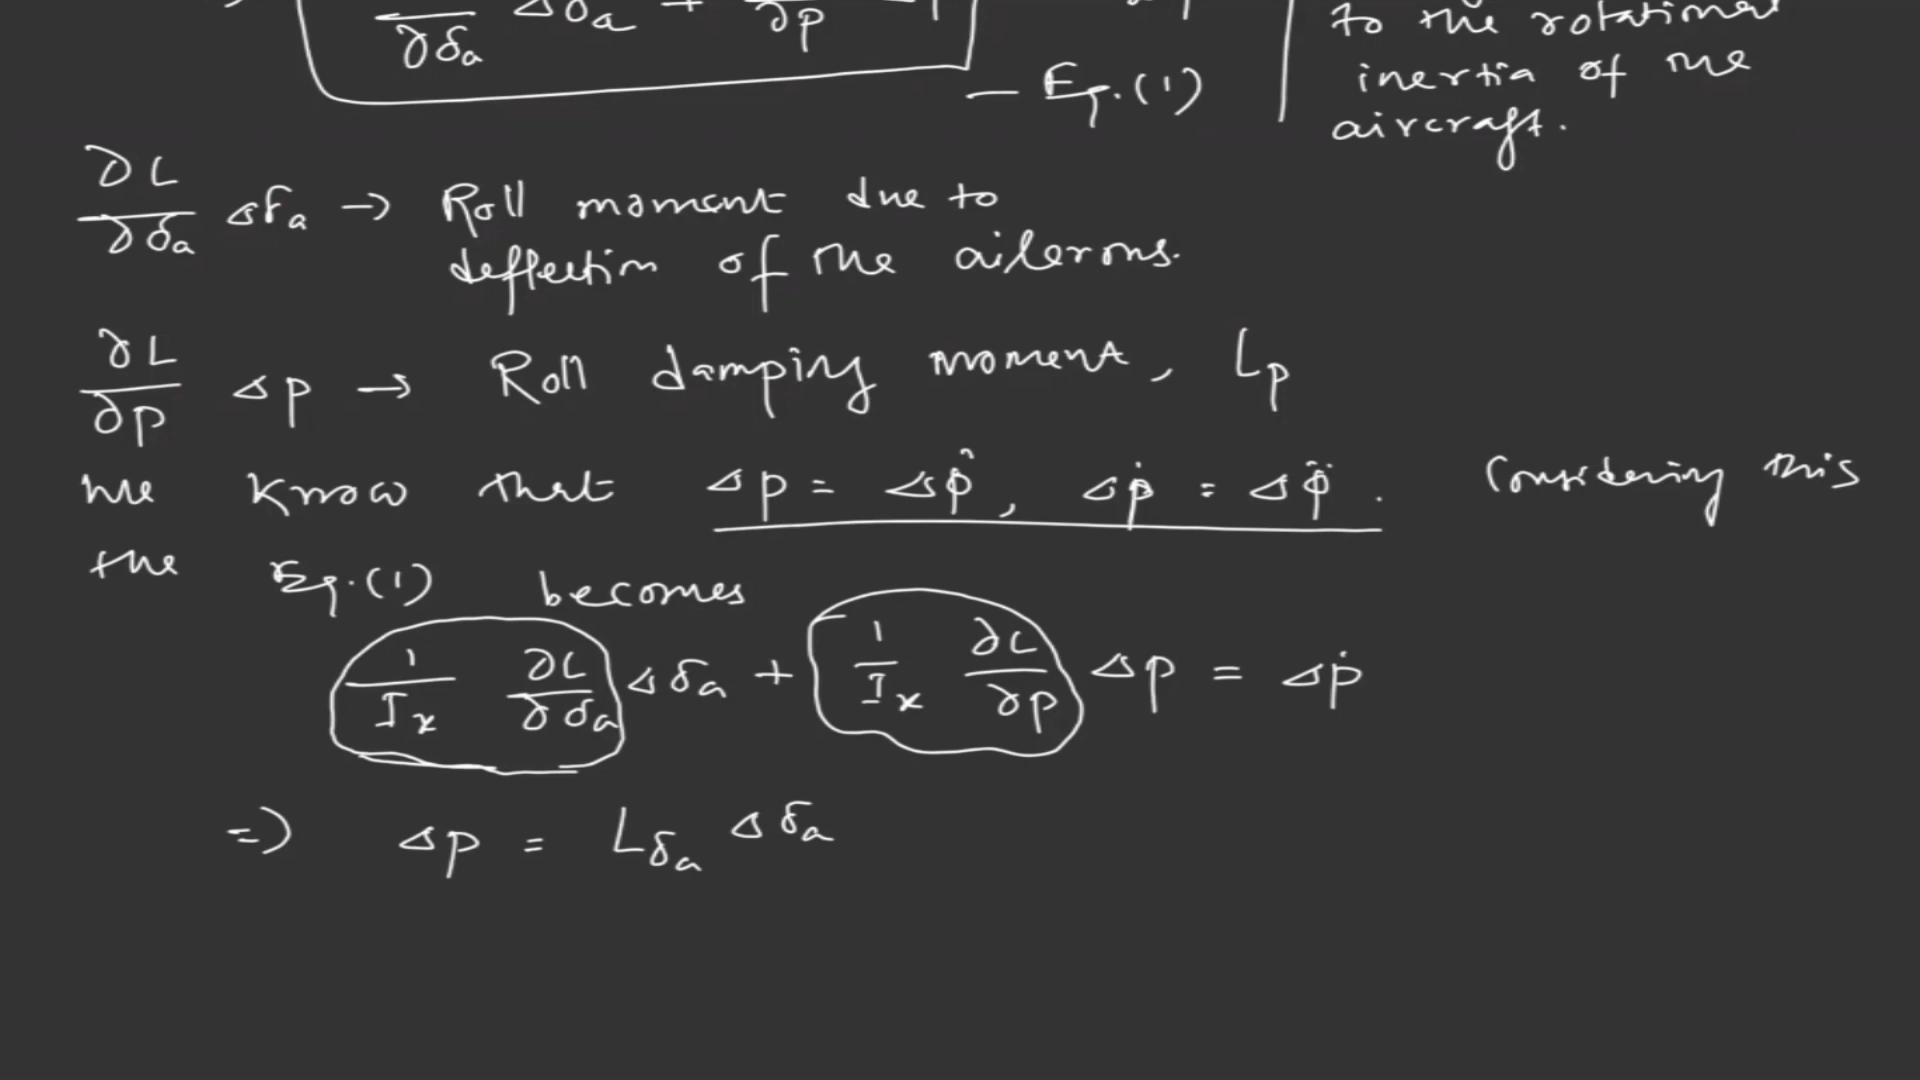 ∂δa Δδa + ∂p
— Eq.(1)
to the rotational
inertia of the
aircraft.
∂L/∂δa Δδa → Roll moment due to
deflection of the ailerons.
∂L/∂p Δp → Roll damping moment, Lp
We know that Δp = Δφ̇, Δṗ = Δφ̈. Considering this
the Eq.(1) becomes
1/Ix ∂L/∂δa Δδa + 1/Ix ∂L/∂p Δp = Δṗ
=> Δp = Lδa Δδa